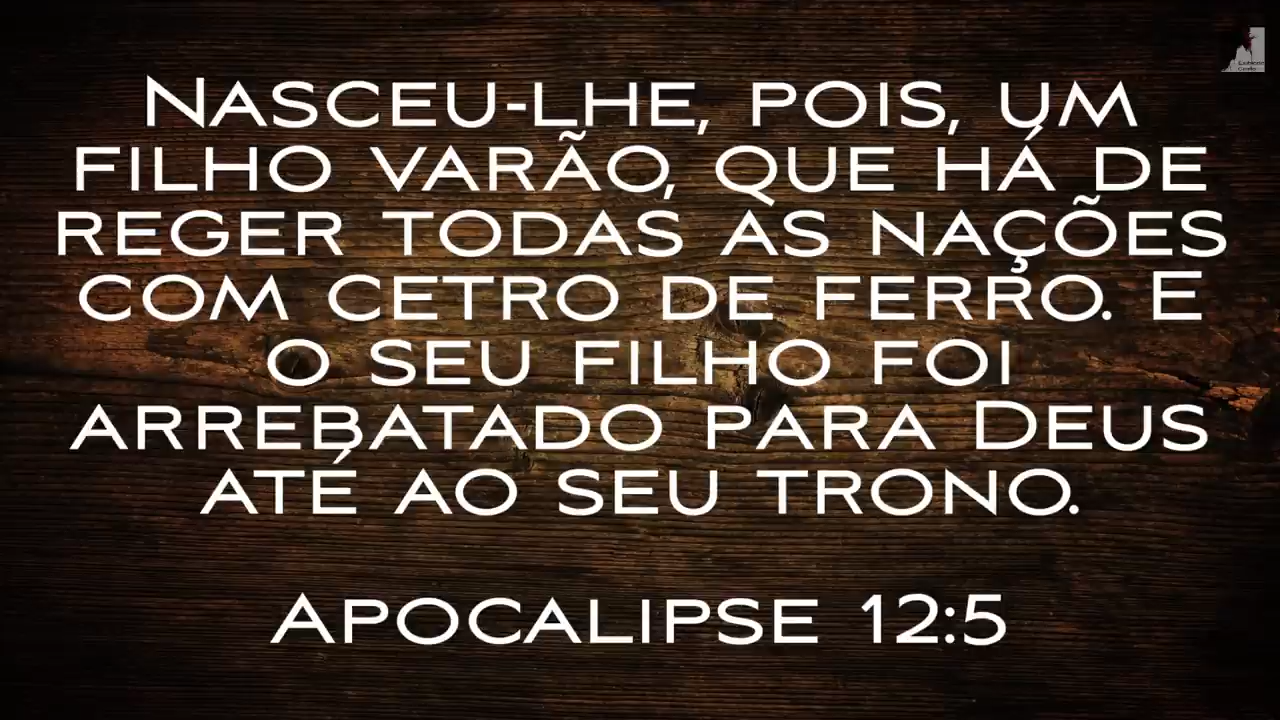 Nasceu-lhe, pois, um
filho varão, que há de
reger todas as nações
com cetro de ferro. E
o seu filho foi
arrebatado para Deus
até ao seu trono.
Apocalipse 12:5